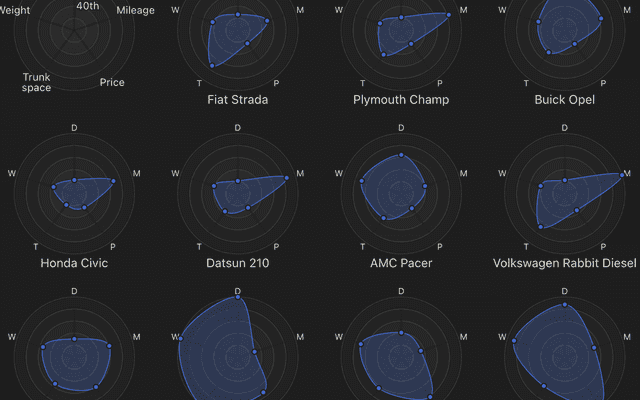 Weight
40th
Mileage
Trunk
space
Price
T P
Fiat Strada
T P
Plymouth Champ
T P
Buick Opel
D
W M
T P
Honda Civic
D
W M
T P
Datsun 210
D
W M
T P
AMC Pacer
D
W M
T P
Volkswagen Rabbit Diesel
D
W M
D
W M
D
W M
D
W M
W M
W M
W M